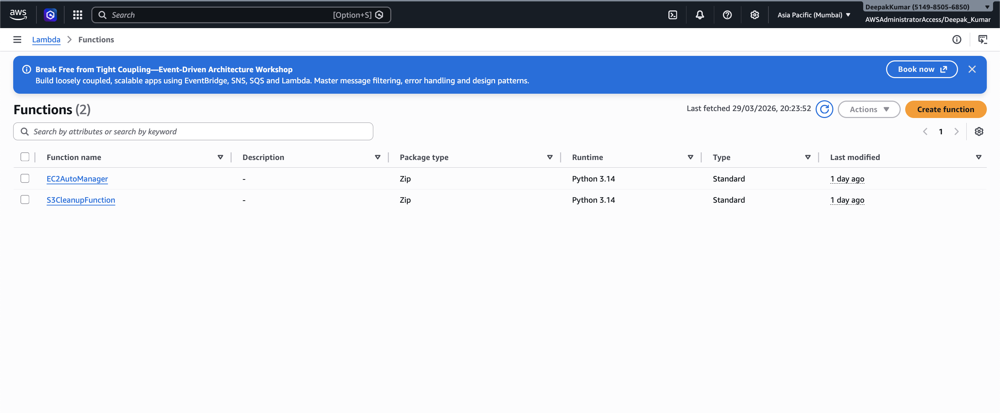 aws
Search [Option+S]
Asia Pacific (Mumbai)
DeepakKumar (5149-8505-6850)
AWSAdministratorAccess/Deepak_Kumar
Lambda Functions
Break Free from Tight Coupling—Event-Driven Architecture Workshop
Build loosely coupled, scalable apps using EventBridge, SNS, SQS and Lambda. Master message filtering, error handling and design patterns.
Book now
Functions (2)
Last fetched 29/03/2026, 20:23:52
Actions
Create function
Search by attributes or search by keyword
1
Function name Description Package type Runtime Type Last modified
EC2AutoManager - Zip Python 3.14 Standard 1 day ago
S3CleanupFunction - Zip Python 3.14 Standard 1 day ago